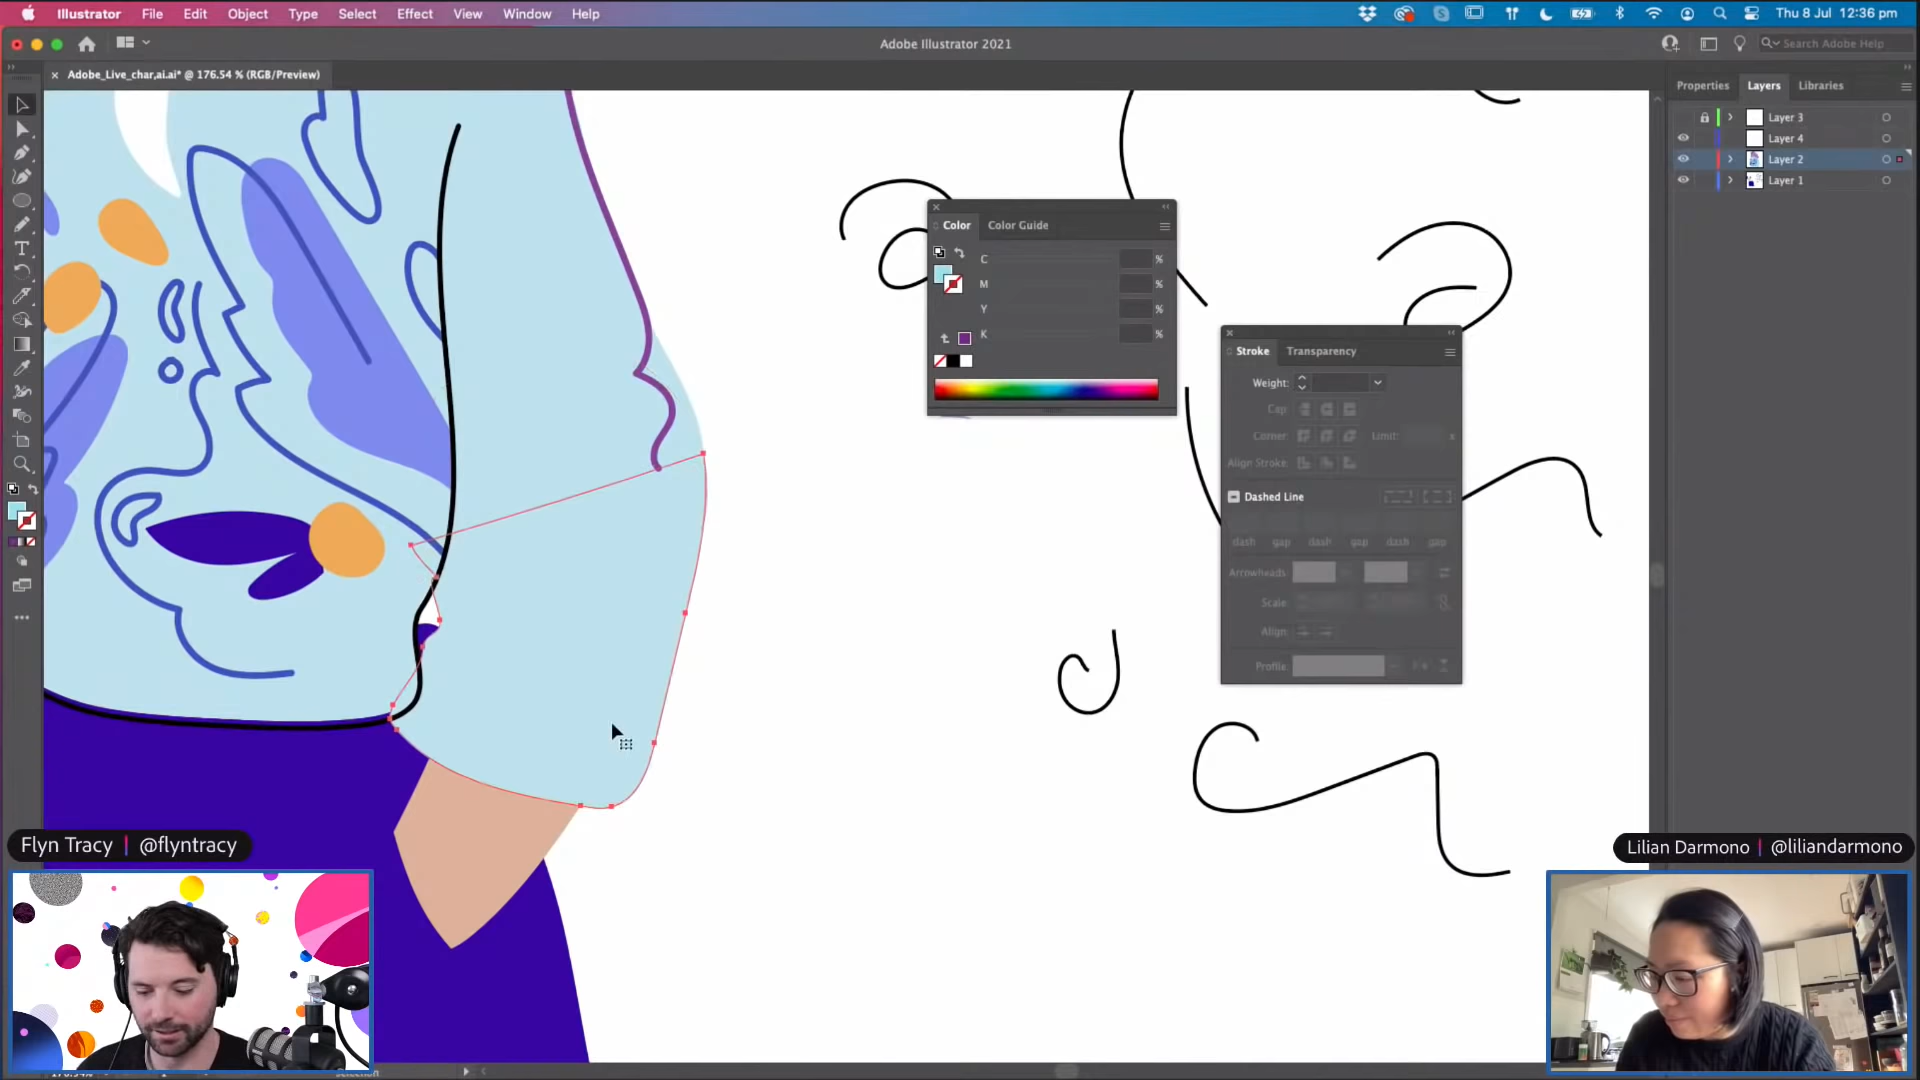 Illustrator File Edit Object Type Select Effect View Window Help
Thu 8 Jul 12:36 pm
Adobe Illustrator 2021
Search Adobe Help
Adobe_Live_char,ai.ai* @ 176.54 % (RGB/Preview)
Properties Layers Libraries
Layer 3
Layer 4
Layer 2
Layer 1
Color Color Guide
C %
M %
Y %
K %
Stroke Transparency
Weight:
Cap
Corner: Limit: x
Align Stroke:
Dashed Line
dash gap dash gap dash gap
Arrowheads:
Scale:
Align:
Profile:
Flyn Tracy | @flyntracy
Lilian Darmono | @liliandarmono